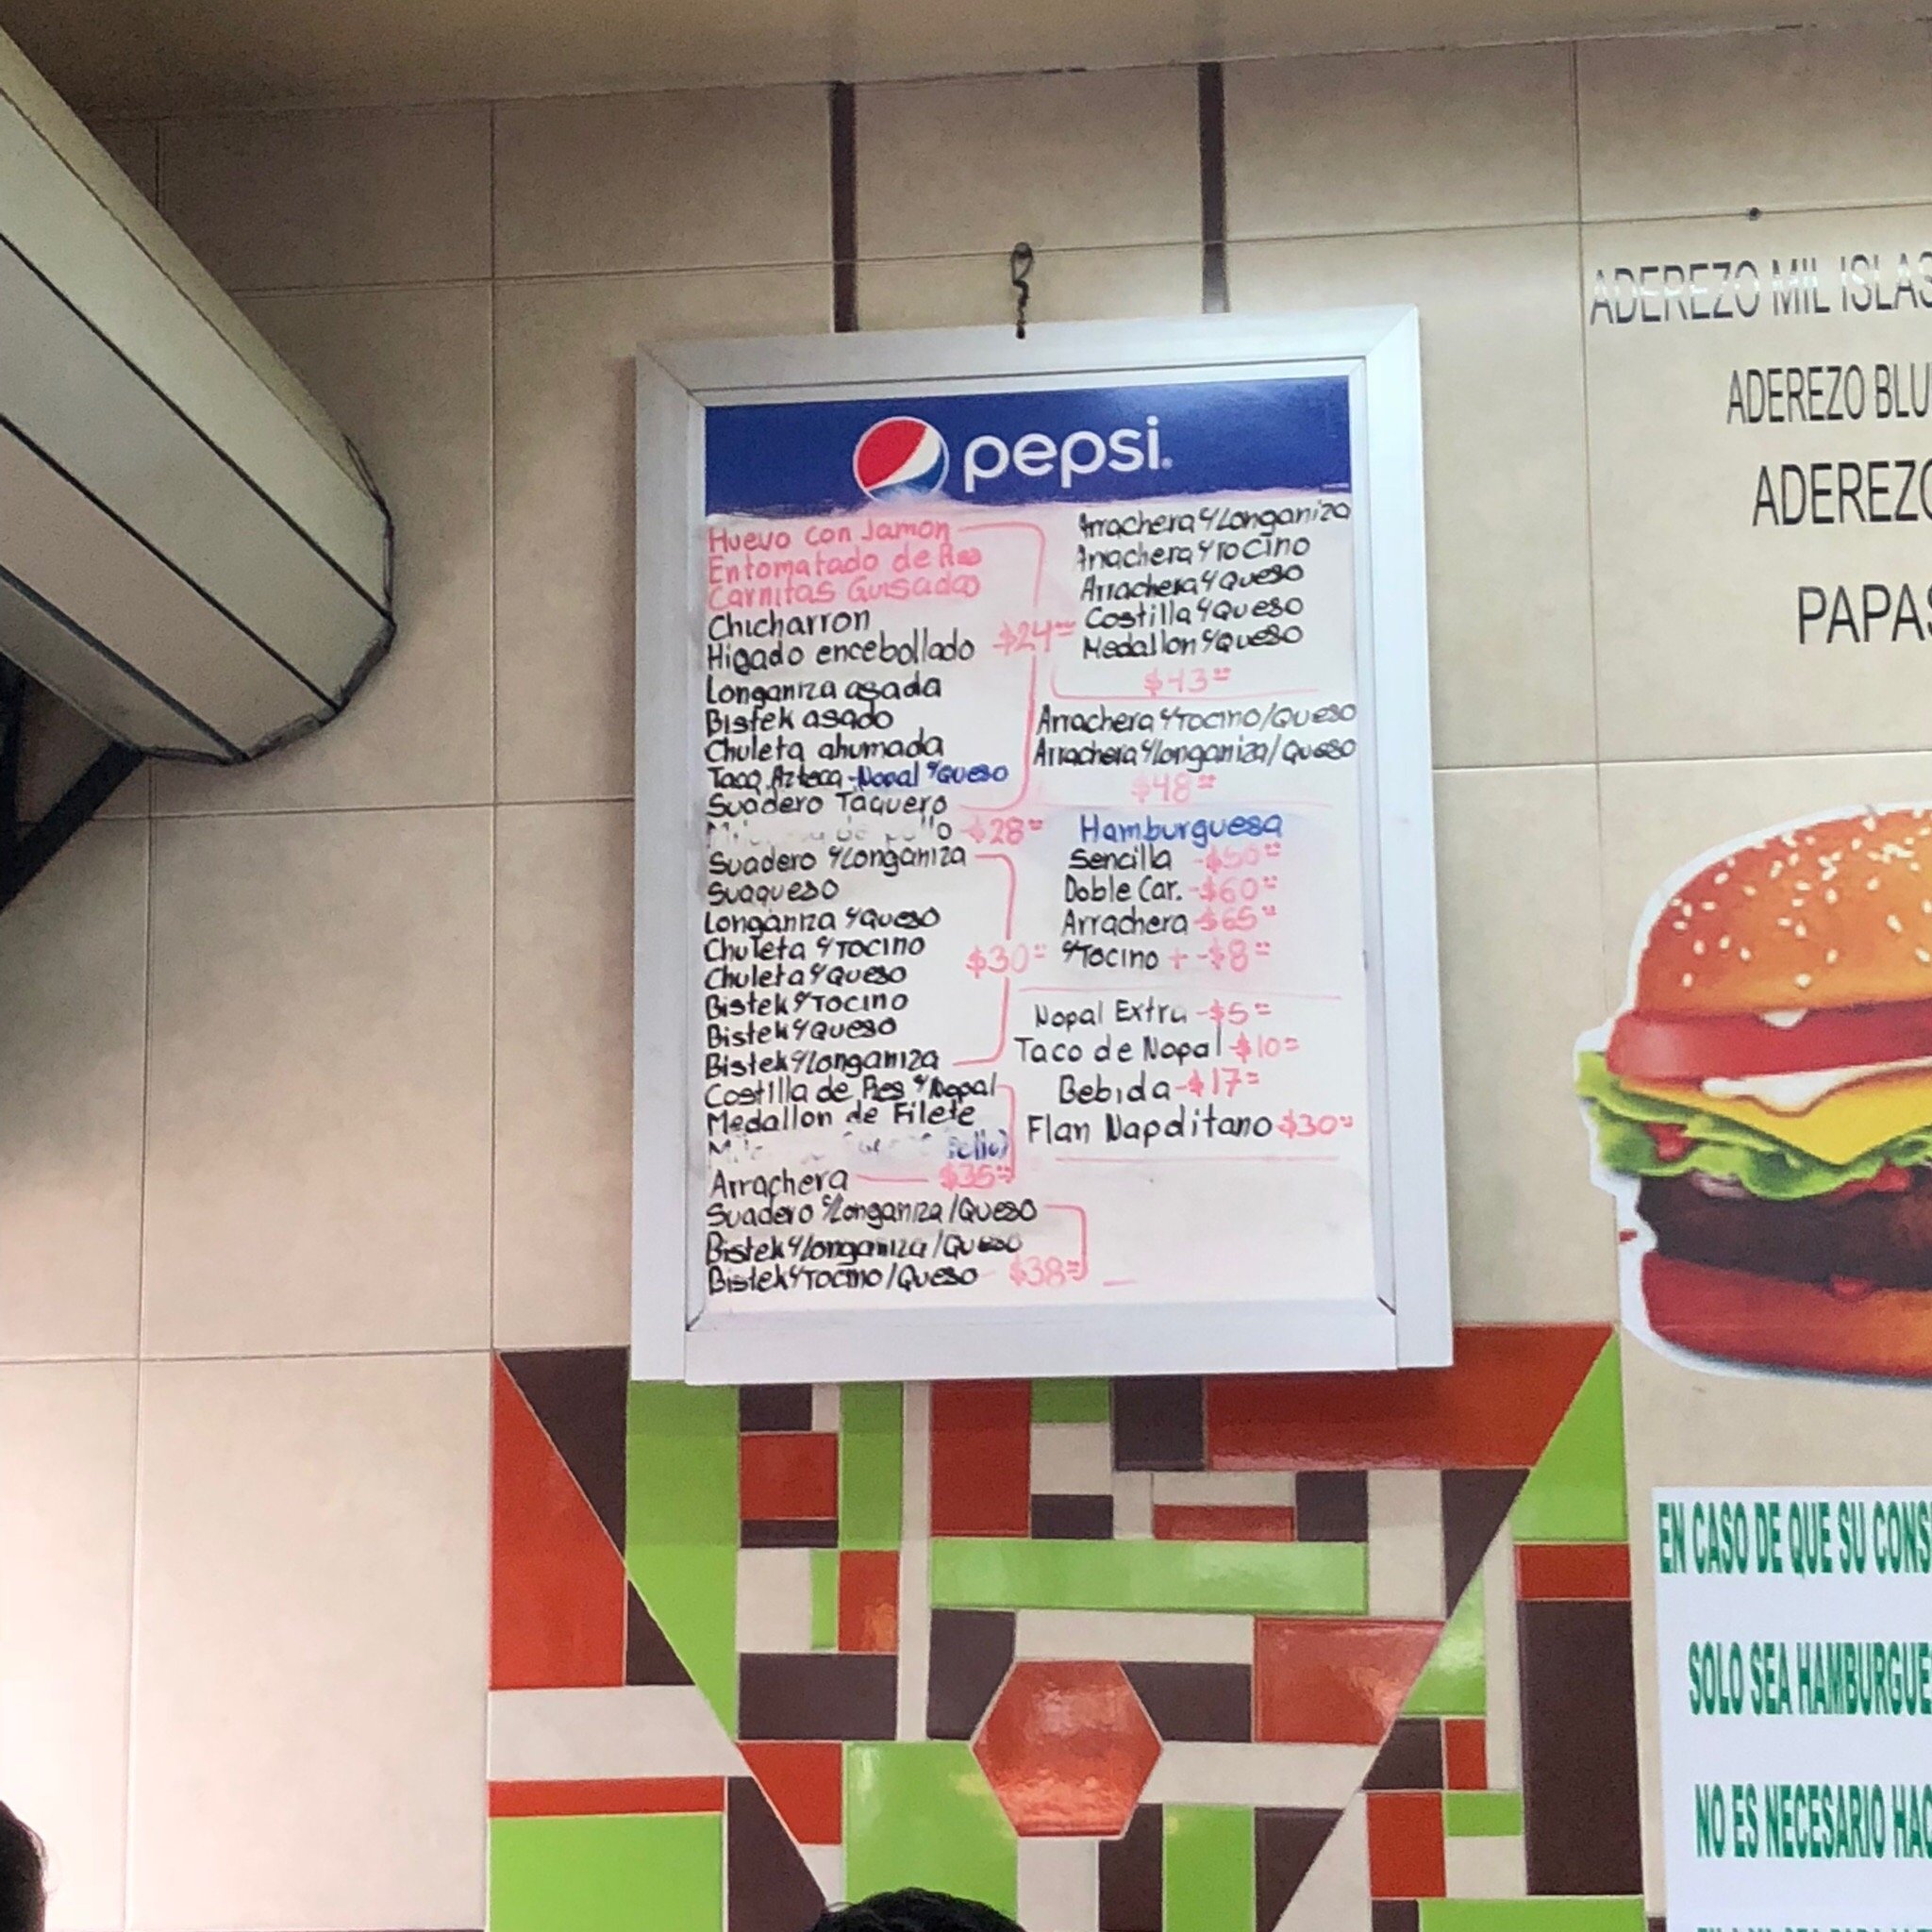 pepsi.
Huevo con Jamon
Entomatado de Res
Carnitas Guisadas
Chicharron
Higado encebollado $24
Longaniza asada
Bistek asado
Chuleta ahumada
Taco Azteca-Nopal c/Queso
Suadero Taquero
$28
Suadero c/Longaniza
Suaqueso
Longaniza c/Queso
Chuleta c/Tocino
$30
Chuleta c/Queso
Bistek c/Tocino
Bistek c/Queso
Bistek c/Longaniza
Costilla de Res c/Nopal
Medallon de Filete
Arrachera $35
Suadero c/Longaniza/Queso
Bistek c/Longaniza/Queso
Bistek c/Tocino/Queso $38
Arrachera c/Longaniza
Arrachera c/Tocino
Arrachera c/Queso
Costilla c/Queso
Medallon c/Queso
$43
Arrachera c/Tocino/Queso
Arrachera c/Longaniza/Queso
$48
Hamburguesa
Sencilla -$50
Doble Car. -$60
Arrachera -$65
c/Tocino + -$8
Nopal Extra -$5
Taco de Nopal -$10
Bebida -$17
Flan Napolitano -$30
ADEREZO MIL ISLAS
ADEREZO BLU
ADEREZO
PAPAS
EN CASO DE QUE SU CONS
SOLO SEA HAMBURGUE
NO ES NECESARIO HAC